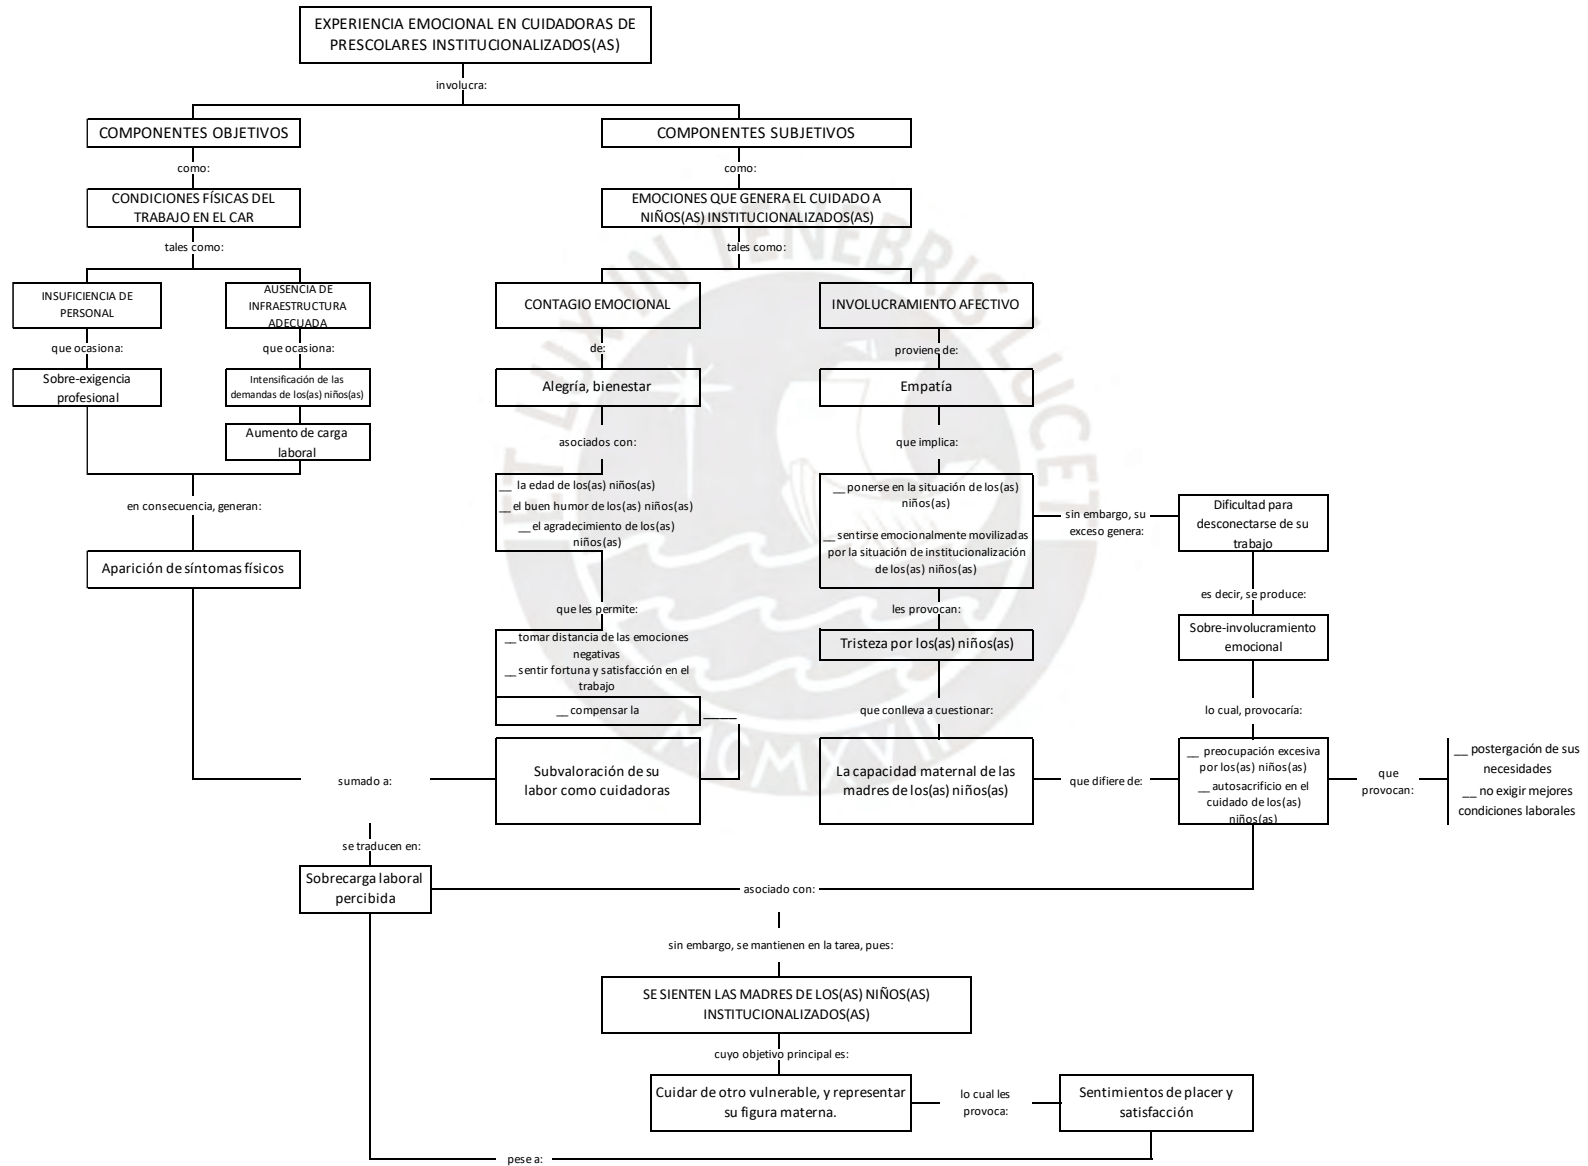 EXPERIENCIA EMOCIONAL EN CUIDADORAS DE
PRESCOLARES INSTITUCIONALIZADOS(AS)
involucra:
COMPONENTES OBJETIVOS
COMPONENTES SUBJETIVOS
como:
como:
CONDICIONES FÍSICAS DEL
TRABAJO EN EL CAR
EMOCIONES QUE GENERA EL CUIDADO A
NIÑOS(AS) INSTITUCIONALIZADOS(AS)
tales como:
tales como:
INSUFICIENCIA DE
PERSONAL
AUSENCIA DE
INFRAESTRUCTURA
ADECUADA
CONTAGIO EMOCIONAL
INVOLUCRAMIENTO AFECTIVO
que ocasiona:
que ocasiona:
de:
proviene de:
Sobre-exigencia
profesional
Intensificación de las
demandas de los(as) niños(as)
Alegría, bienestar
Empatía
Aumento de carga
laboral
asociados con:
que implica:
en consecuencia, generan:
__ la edad de los(as) niños(as)
__ el buen humor de los(as) niños(as)
__ el agradecimiento de los(as)
niños(as)
__ ponerse en la situación de los(as)
niños(as)
__ sentirse emocionalmente movilizadas
por la situación de institucionalización
de los(as) niños(as)
sin embargo, su
exceso genera:
Dificultad para
desconectarse de su
trabajo
Aparición de síntomas físicos
que les permite:
les provocan:
es decir, se produce:
__ tomar distancia de las emociones
negativas
__ sentir fortuna y satisfacción en el
trabajo
__ compensar la
Tristeza por los(as) niños(as)
Sobre-involucramiento
emocional
que conlleva a cuestionar:
lo cual, provocaría:
sumado a:
Subvaloración de su
labor como cuidadoras
La capacidad maternal de las
madres de los(as) niños(as)
que difiere de:
__ preocupación excesiva
por los(as) niños(as)
__ autosacrificio en el
cuidado de los(as)
niños(as)
que
provocan:
__ postergación de sus
necesidades
__ no exigir mejores
condiciones laborales
se traducen en:
Sobrecarga laboral
percibida
asociado con:
sin embargo, se mantienen en la tarea, pues:
SE SIENTEN LAS MADRES DE LOS(AS) NIÑOS(AS)
INSTITUCIONALIZADOS(AS)
cuyo objetivo principal es:
Cuidar de otro vulnerable, y representar
su figura materna.
lo cual les
provoca:
Sentimientos de placer y
satisfacción
pese a:
ET LUX IN TENEBRIS LUCET
MCMXVII